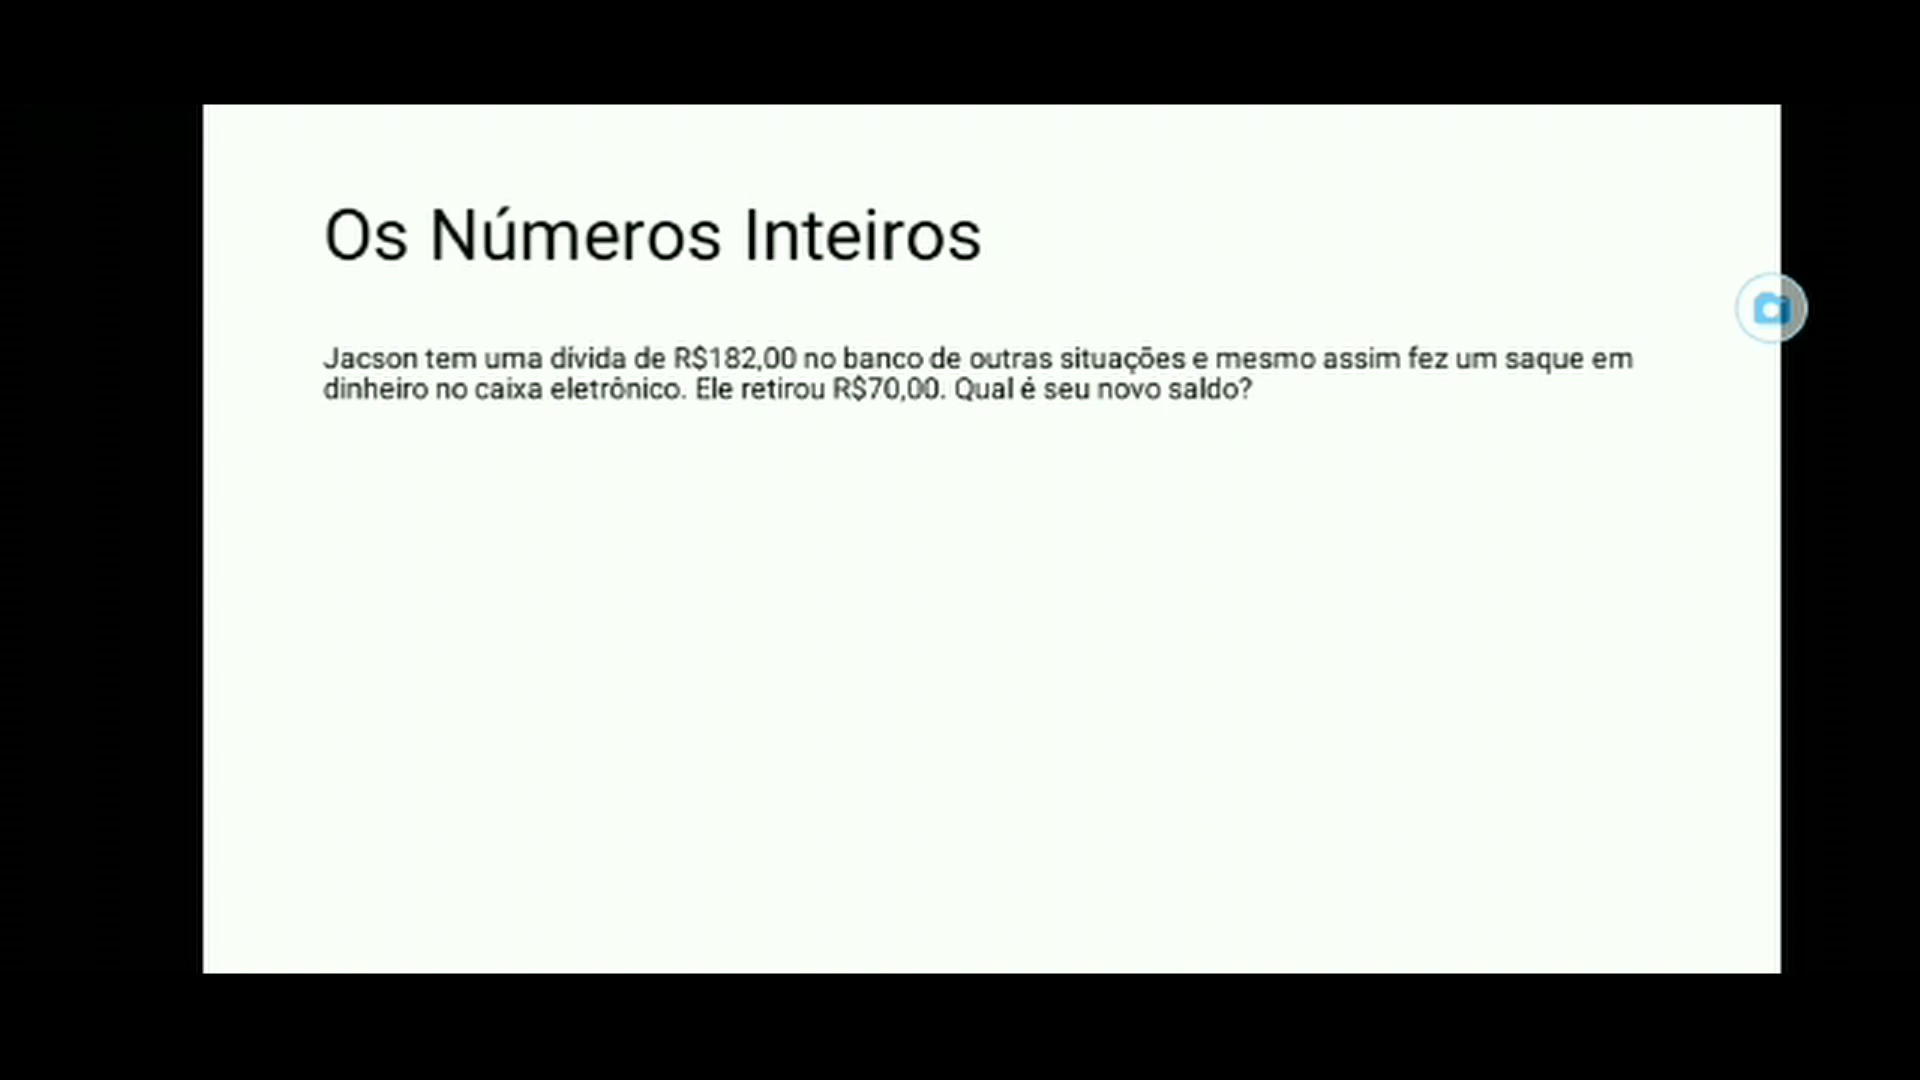 Os Números Inteiros
Jacson tem uma dívida de R$182,00 no banco de outras situações e mesmo assim fez um saque em
dinheiro no caixa eletrônico. Ele retirou R$70,00. Qual é seu novo saldo?